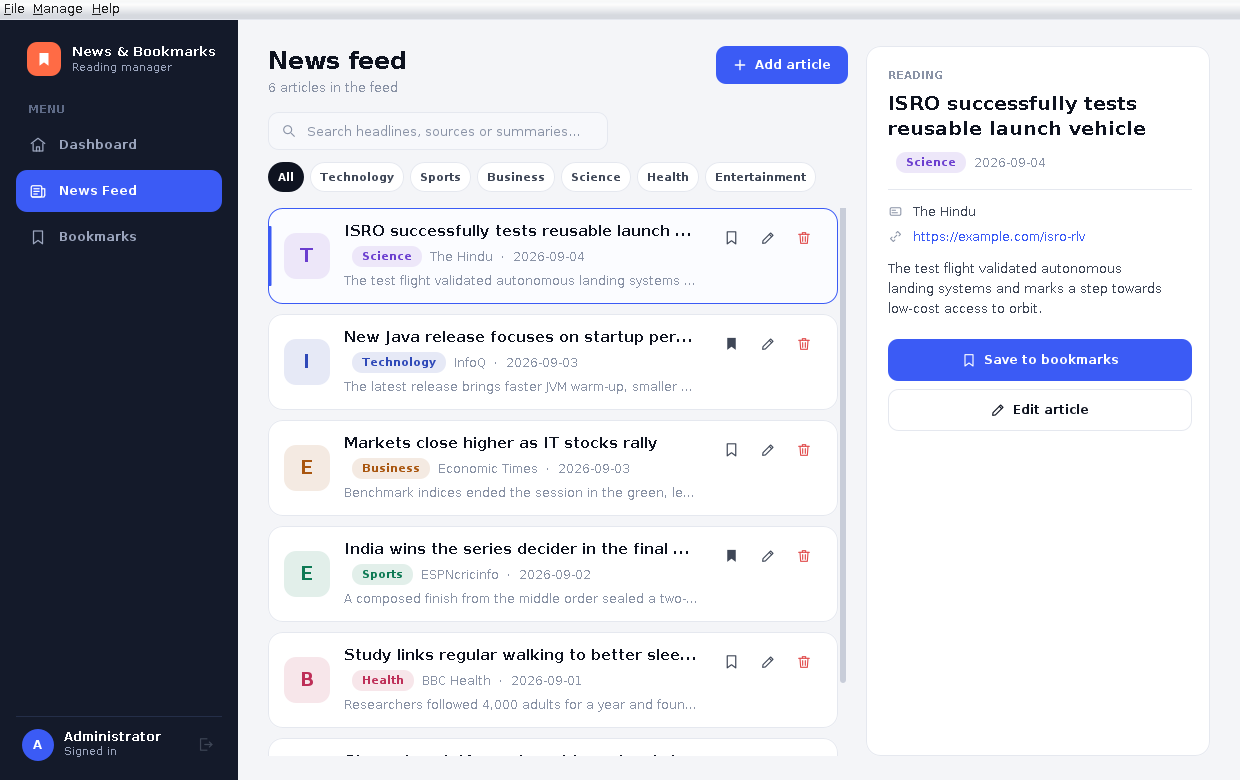 File Manage Help
News & Bookmarks
Reading manager
MENU
Dashboard
News Feed
Bookmarks
A
Administrator
Signed in
News feed
6 articles in the feed
Add article
Search headlines, sources or summaries...
All Technology Sports Business Science Health Entertainment
T
ISRO successfully tests reusable launch ...
Science The Hindu · 2026-09-04
The test flight validated autonomous landing systems ...
I
New Java release focuses on startup per...
Technology InfoQ · 2026-09-03
The latest release brings faster JVM warm-up, smaller ...
E
Markets close higher as IT stocks rally
Business Economic Times · 2026-09-03
Benchmark indices ended the session in the green, le...
E
India wins the series decider in the final ...
Sports ESPNcricinfo · 2026-09-02
A composed finish from the middle order sealed a two-...
B
Study links regular walking to better slee...
Health BBC Health · 2026-09-01
Researchers followed 4,000 adults for a year and foun...
READING
ISRO successfully tests
reusable launch vehicle
Science 2026-09-04
The Hindu
https://example.com/isro-rlv
The test flight validated autonomous
landing systems and marks a step towards
low-cost access to orbit.
Save to bookmarks
Edit article